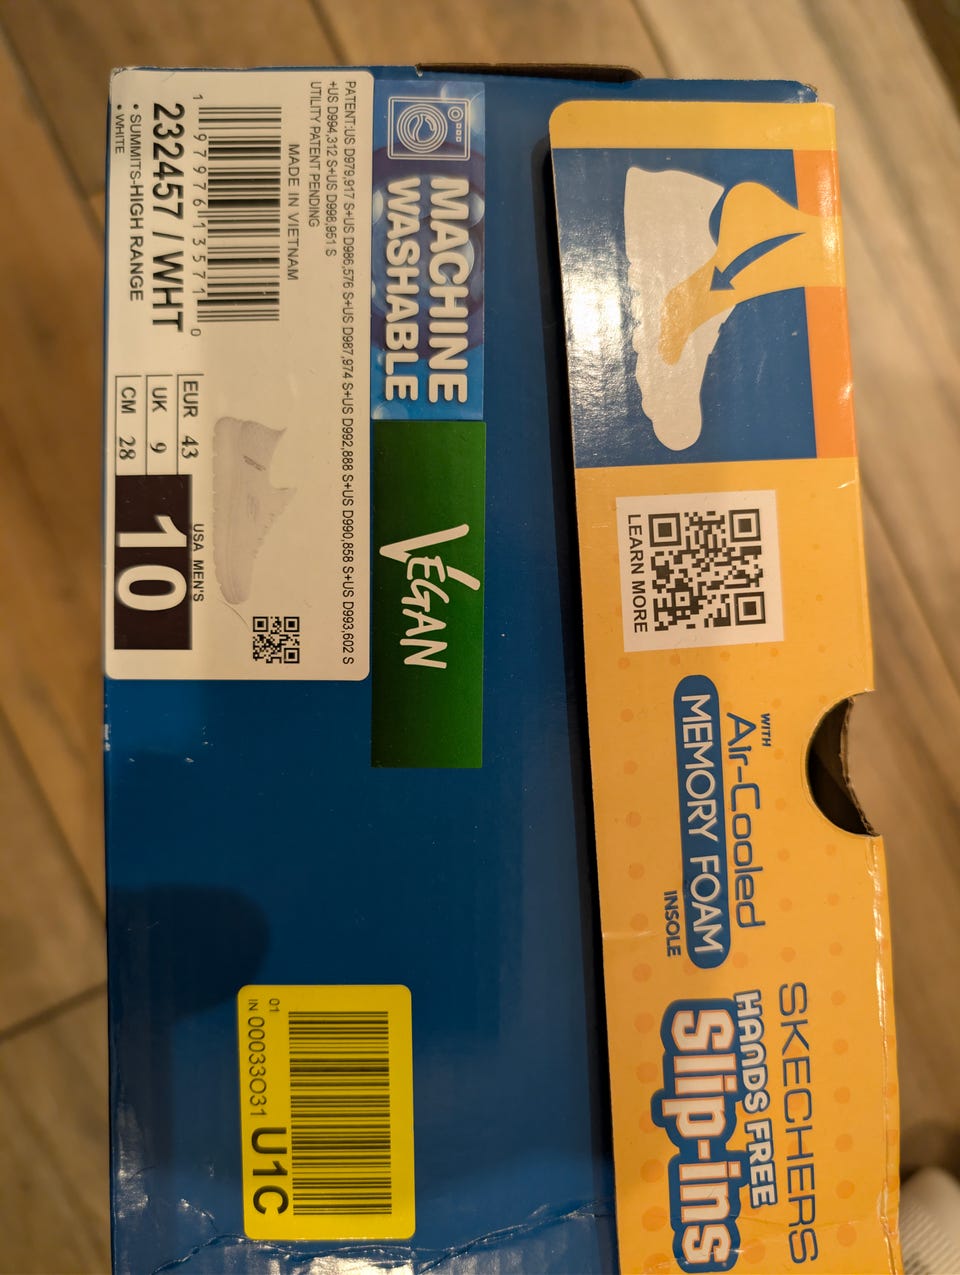 232457 / WHT
• SUMMITS-HIGH RANGE
• WHITE
1 97976 13571 0
MADE IN VIETNAM
PATENT:US D979,917 S+US D986,576 S+US D987,974 S+US D992,888 S+US D990,858 S+US D993,602 S
+US D994,312 S+US D998,951 S
UTILITY PATENT PENDING
EUR 43
UK 9
CM 28
USA MEN'S
10
MACHINE
WASHABLE
VEGAN
01
IN 00033O31 U1C
LEARN MORE
WITH
Air-Cooled
MEMORY FOAM
INSOLE
SKECHERS
HANDS FREE
Slip-ins